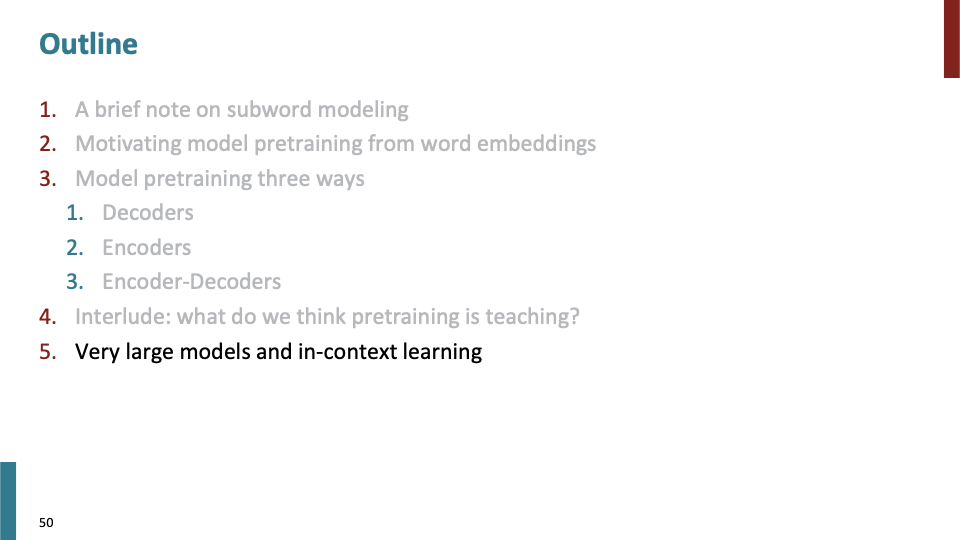 Outline
1. A brief note on subword modeling
2. Motivating model pretraining from word embeddings
3. Model pretraining three ways
1. Decoders
2. Encoders
3. Encoder-Decoders
4. Interlude: what do we think pretraining is teaching?
5. Very large models and in-context learning
50